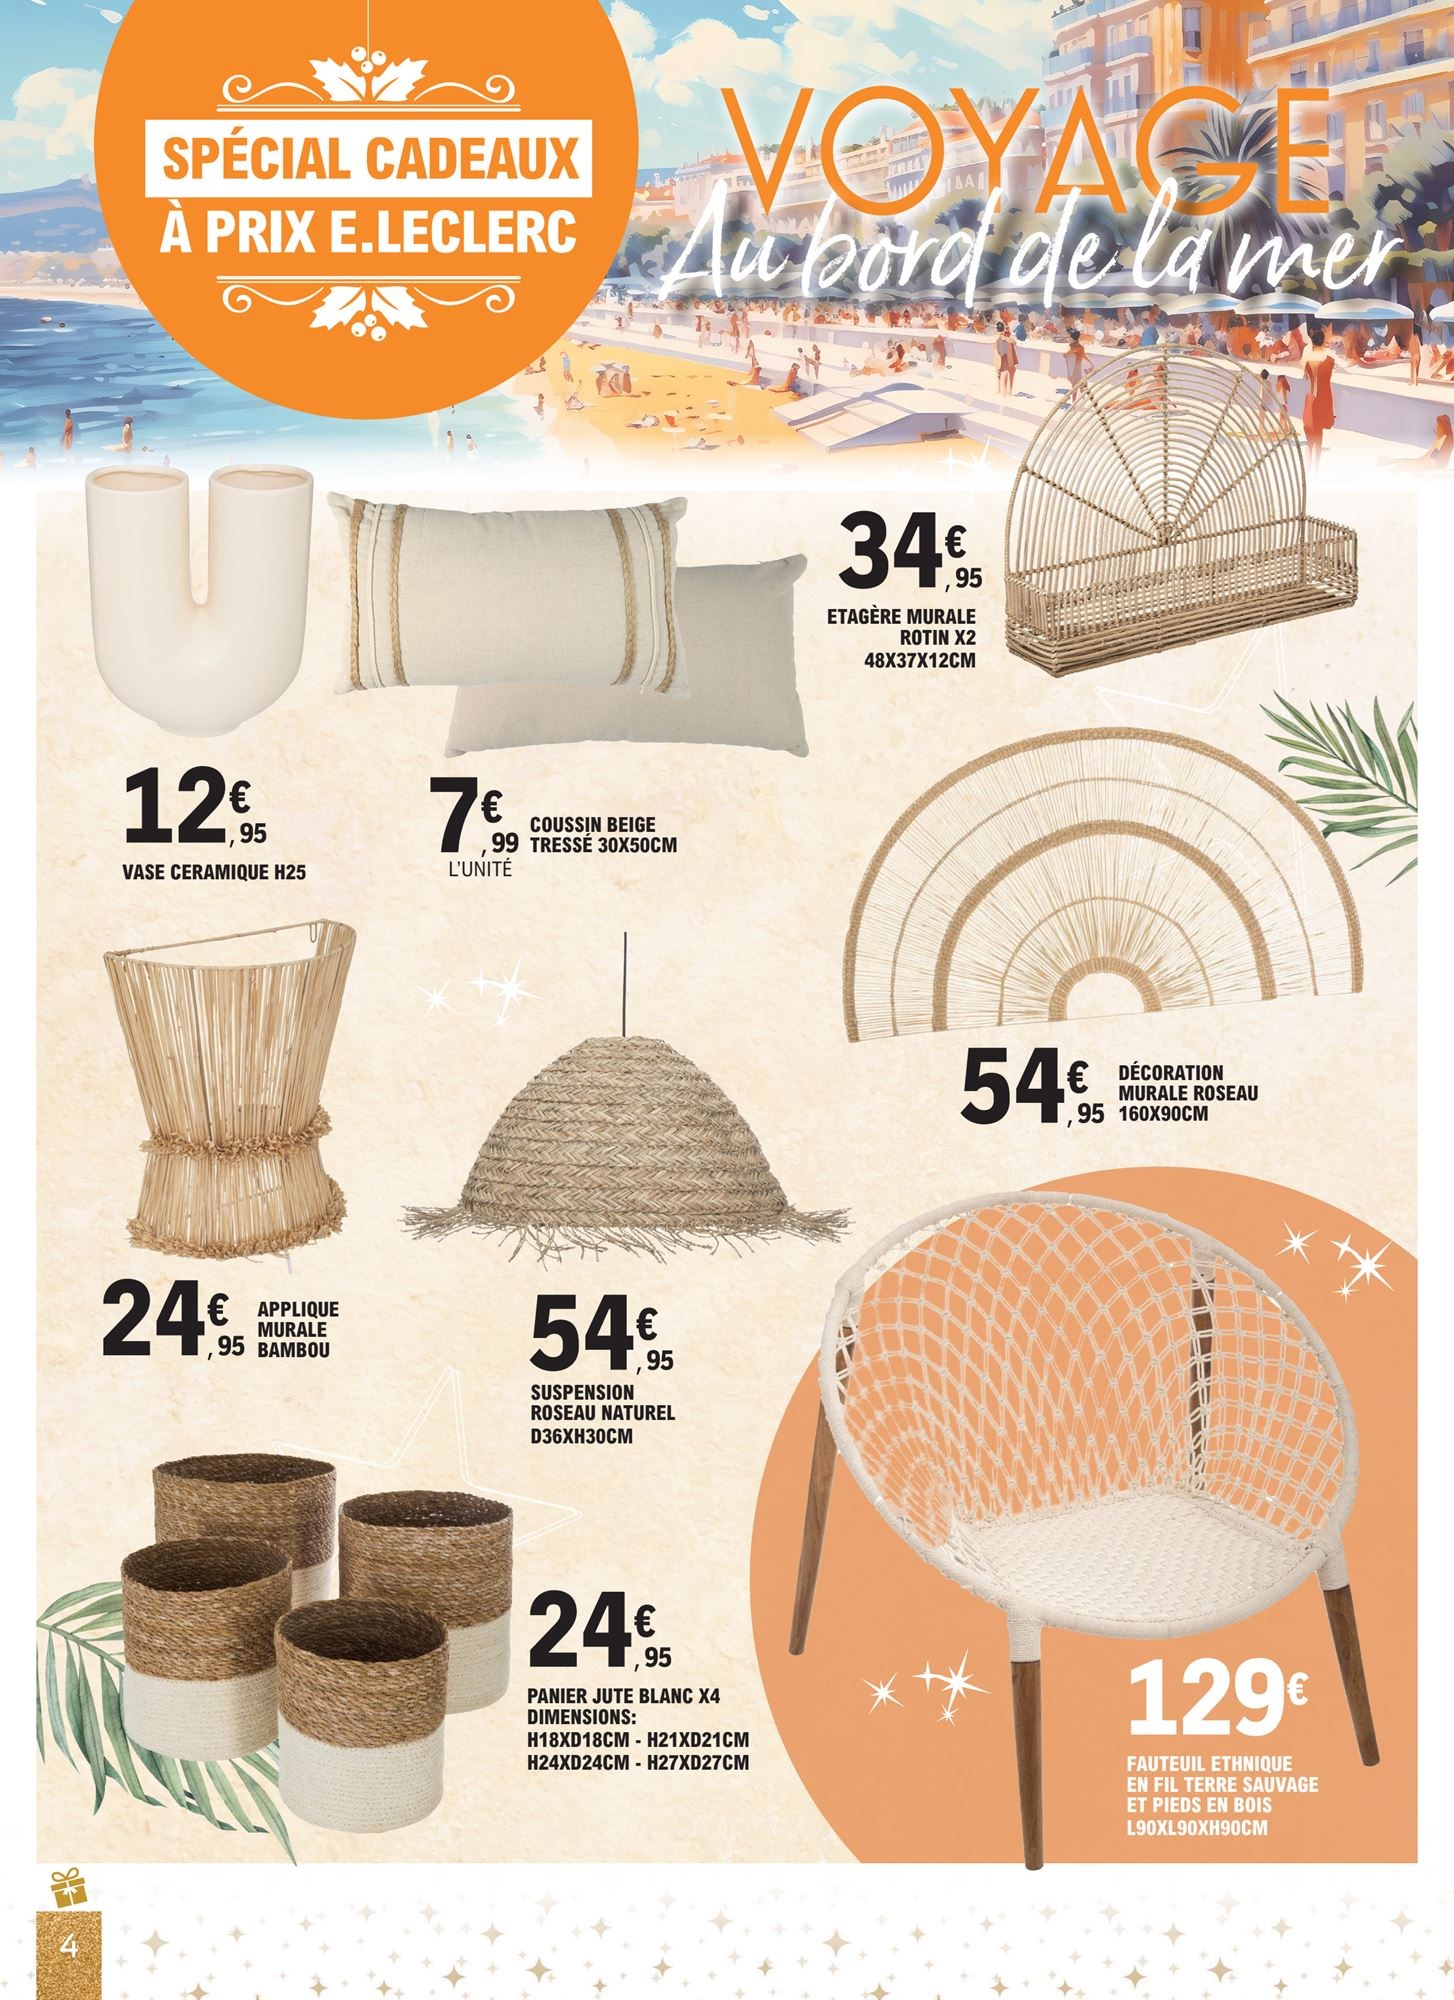 SPÉCIAL CADEAUX
À PRIX E.LECLERC
VOYAGE
Au bord de la mer
34€,95
ETAGÈRE MURALE
ROTIN X2
48X37X12CM
12€,95
VASE CERAMIQUE H25
7€,99
L'UNITÉ
COUSSIN BEIGE
TRESSÉ 30X50CM
54€,95
DÉCORATION
MURALE ROSEAU
160X90CM
24€,95
APPLIQUE
MURALE
BAMBOU
54€,95
SUSPENSION
ROSEAU NATUREL
D36XH30CM
24€,95
PANIER JUTE BLANC X4
DIMENSIONS:
H18XD18CM - H21XD21CM
H24XD24CM - H27XD27CM
129€
FAUTEUIL ETHNIQUE
EN FIL TERRE SAUVAGE
ET PIEDS EN BOIS
L90XL90XH90CM
4